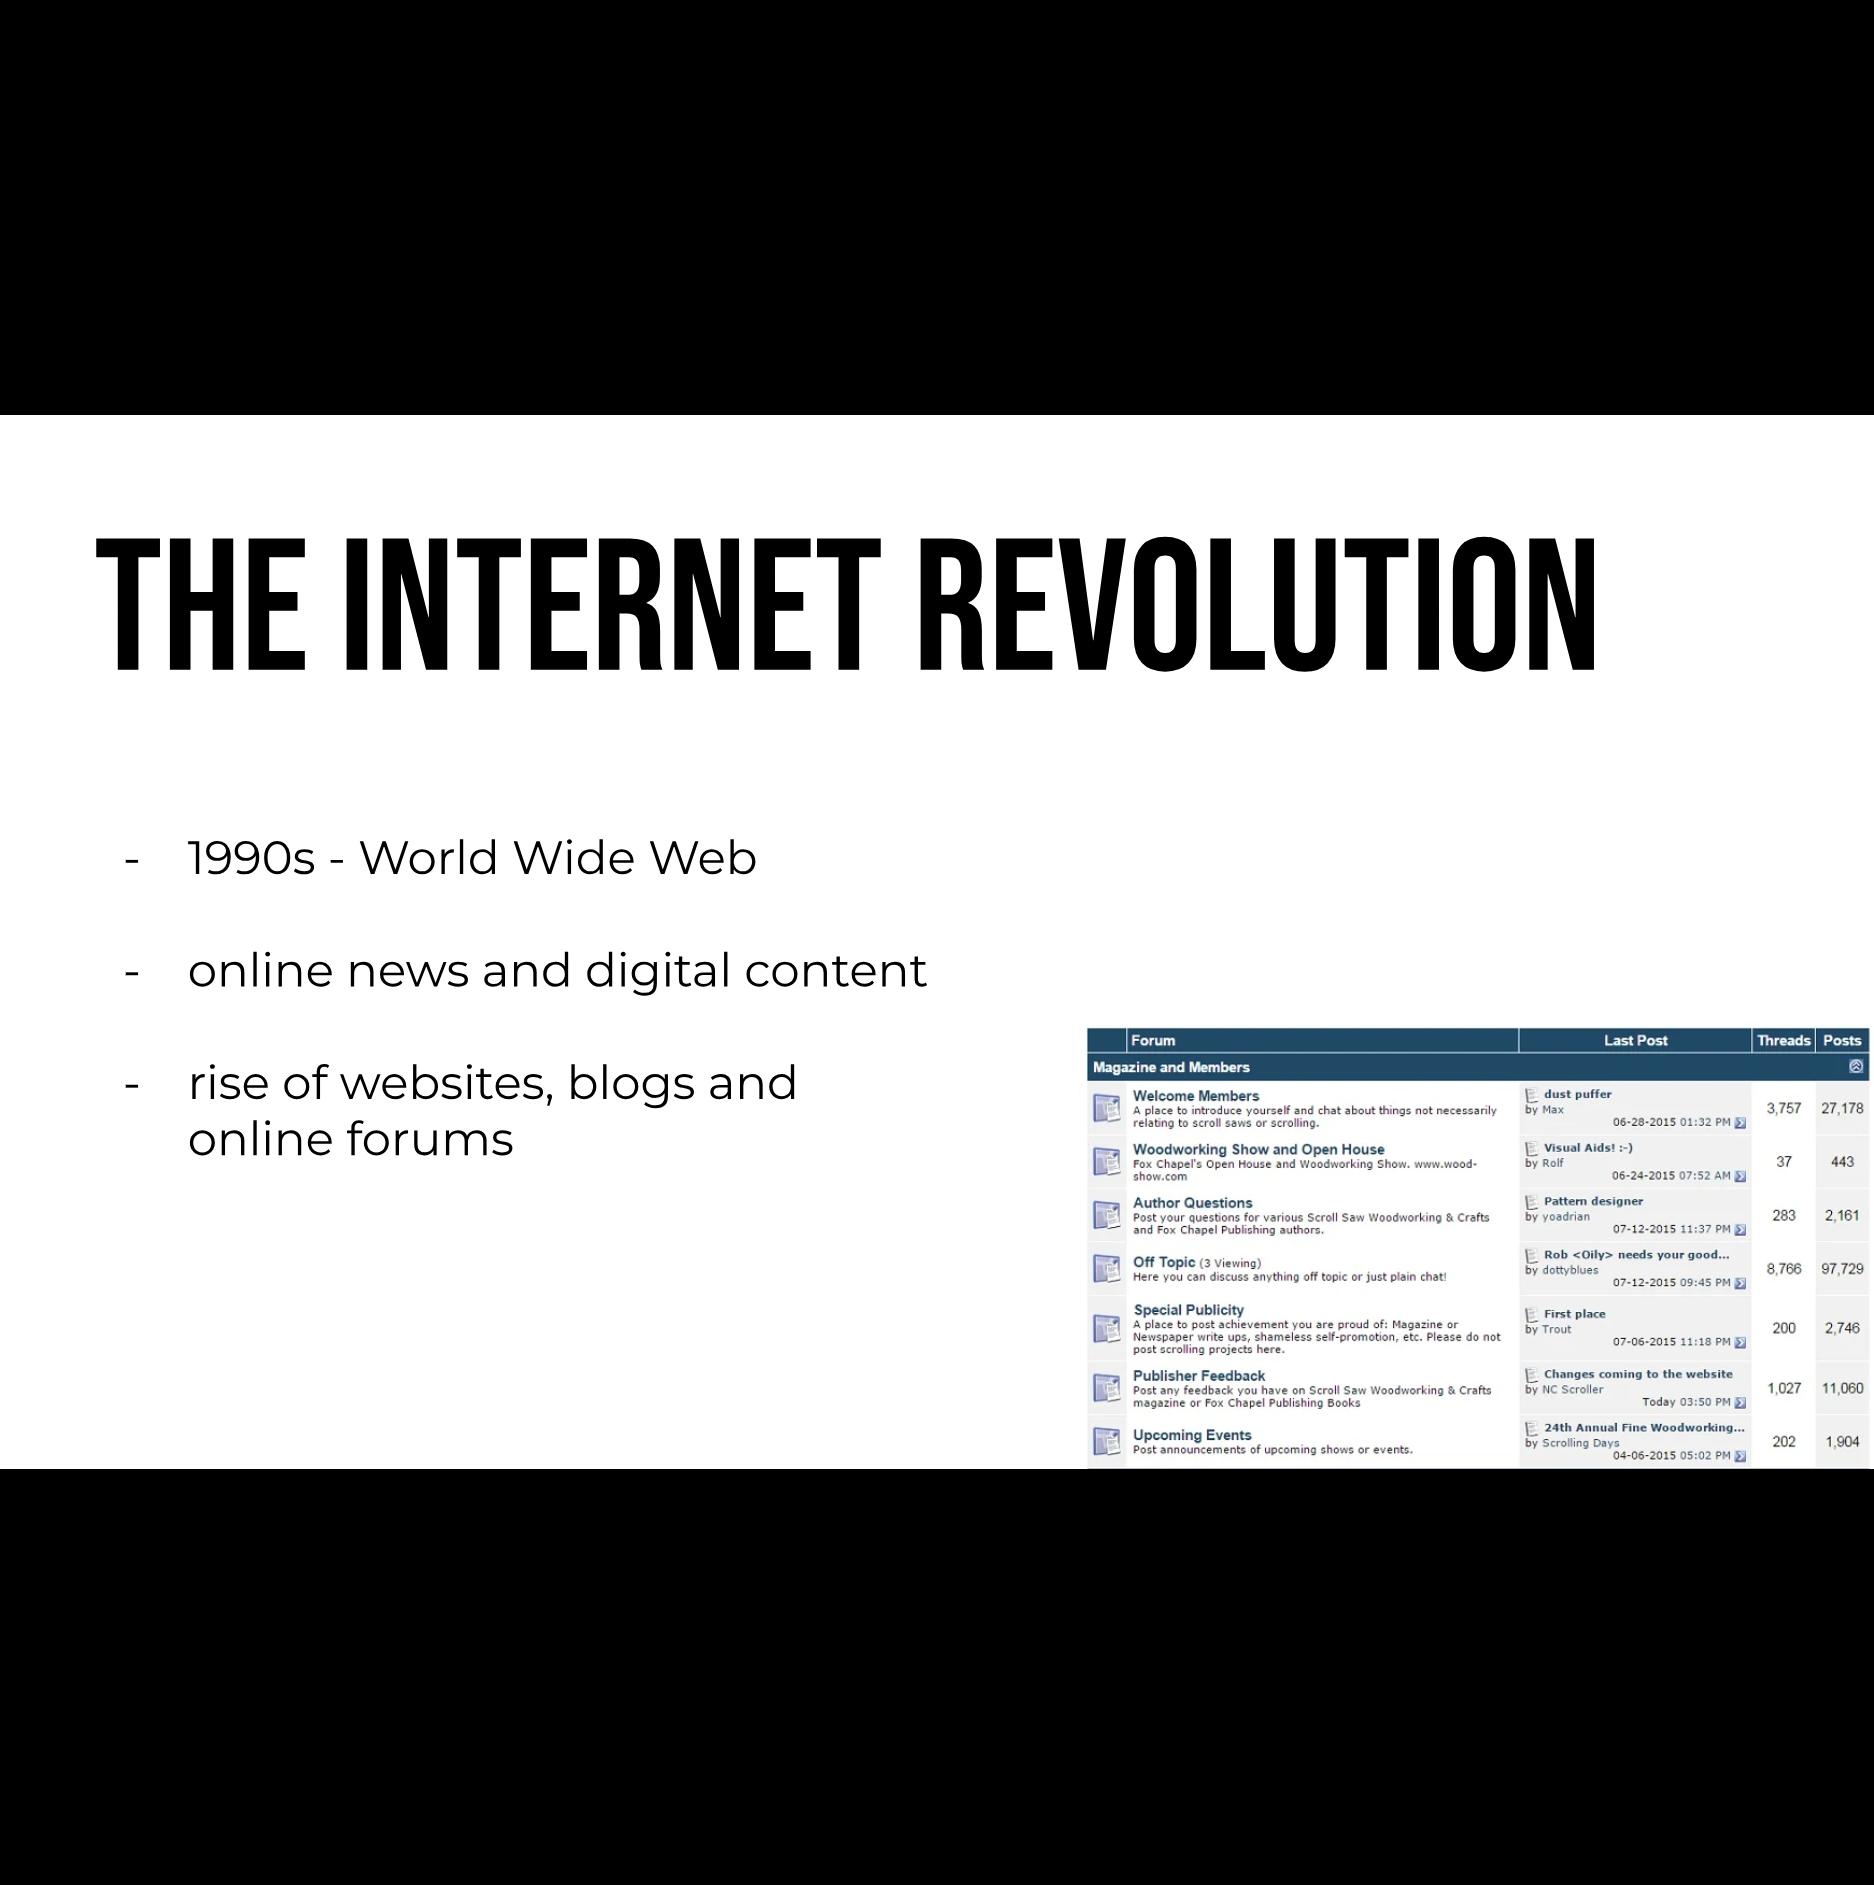 THE INTERNET REVOLUTION
- 1990s - World Wide Web
- online news and digital content
- rise of websites, blogs and
online forums
Forum Last Post Threads Posts
Magazine and Members
Welcome Members
A place to introduce yourself and chat about things not necessarily
relating to scroll saws or scrolling.
dust puffer
by Max
06-28-2015 01:32 PM
3,757 27,178
Woodworking Show and Open House
Fox Chapel's Open House and Woodworking Show. www.wood-
show.com
Visual Aids! :-)
by Rolf
06-24-2015 07:52 AM
37 443
Author Questions
Post your questions for various Scroll Saw Woodworking & Crafts
and Fox Chapel Publishing authors.
Pattern designer
by yoadrian
07-12-2015 11:37 PM
283 2,161
Off Topic (3 Viewing)
Here you can discuss anything off topic or just plain chat!
Rob <Oily> needs your good...
by dottyblues
07-12-2015 09:45 PM
8,766 97,729
Special Publicity
A place to post achievement you are proud of: Magazine or
Newspaper write ups, shameless self-promotion, etc. Please do not
post scrolling projects here.
First place
by Trout
07-06-2015 11:18 PM
200 2,746
Publisher Feedback
Post any feedback you have on Scroll Saw Woodworking & Crafts
magazine or Fox Chapel Publishing Books
Changes coming to the website
by NC Scroller
Today 03:50 PM
1,027 11,060
Upcoming Events
Post announcements of upcoming shows or events.
24th Annual Fine Woodworking...
by Scrolling Days
04-06-2015 05:02 PM
202 1,904